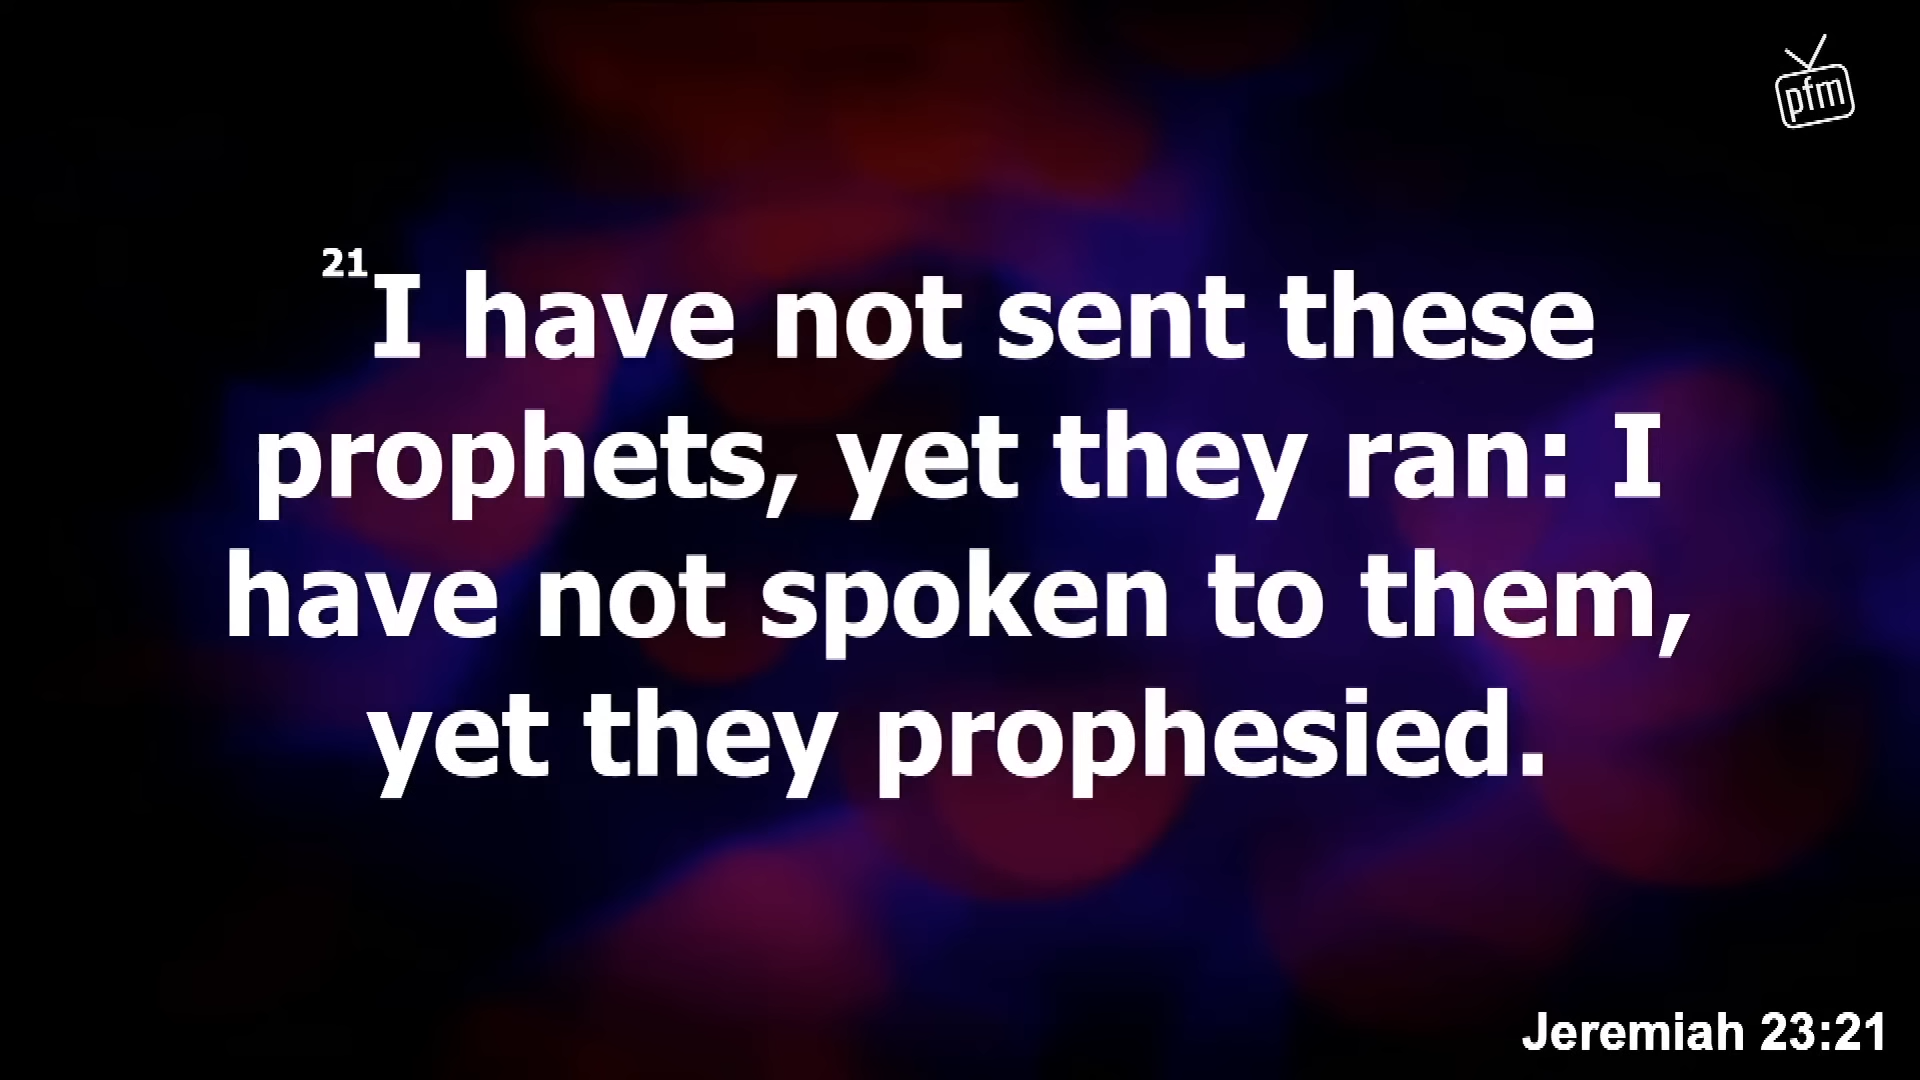 pfm
21I have not sent these
prophets, yet they ran: I
have not spoken to them,
yet they prophesied.
Jeremiah 23:21